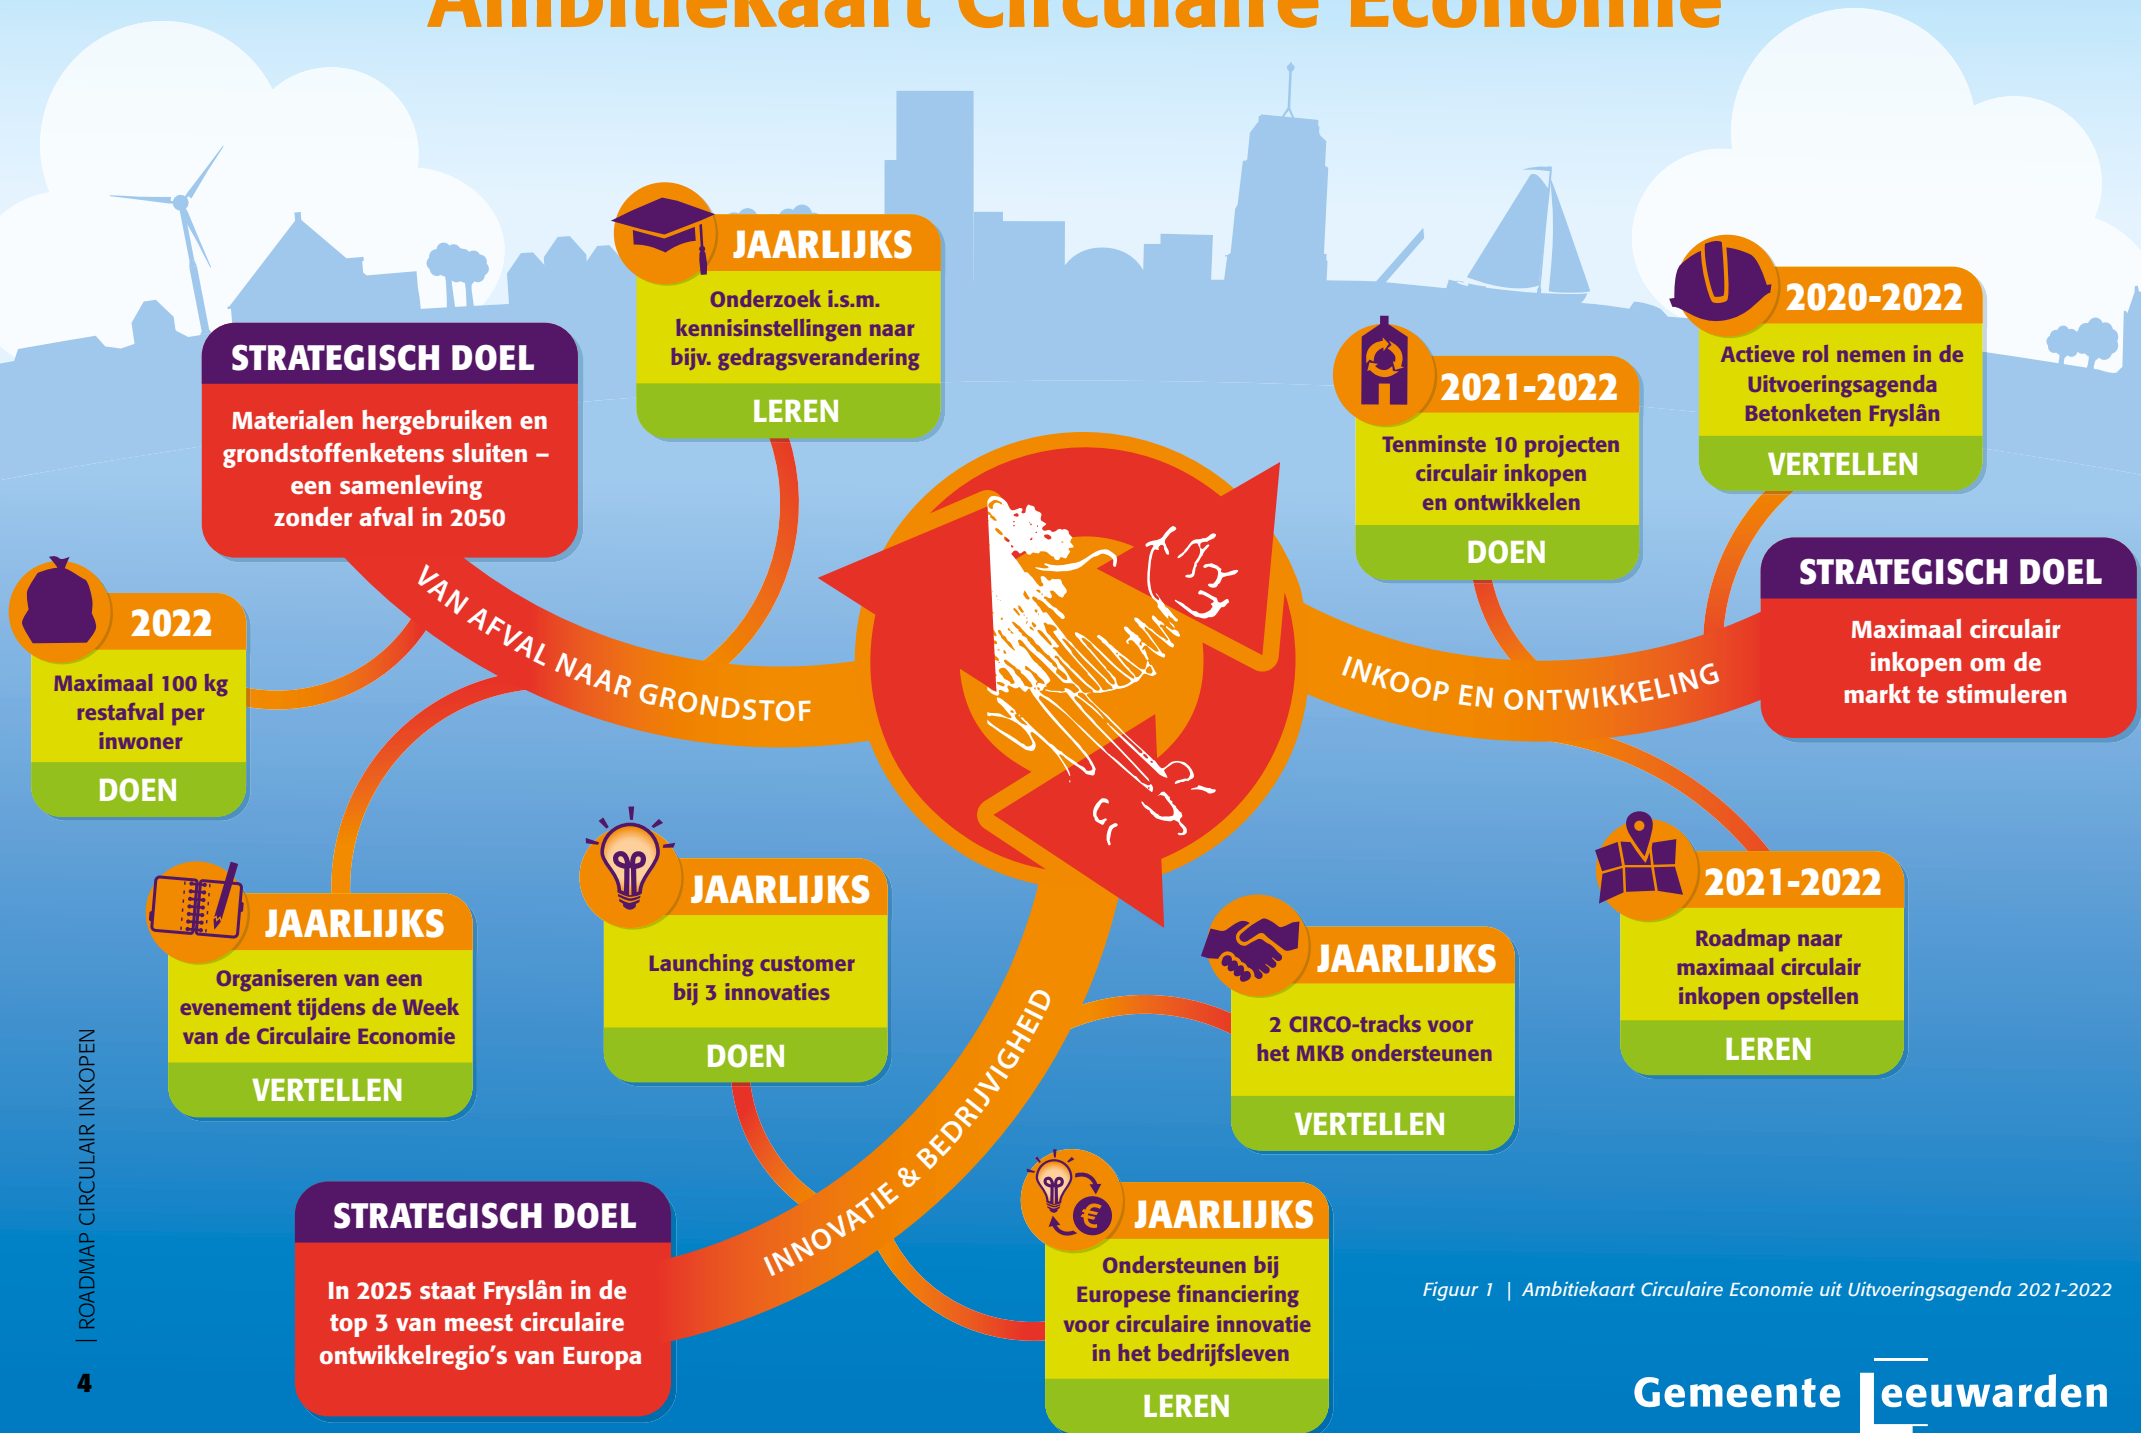 Ambitiekaart Circulaire Economie
JAARLIJKS
Onderzoek i.s.m.
kennisinstellingen naar
bijv. gedragsverandering
LEREN
2020-2022
Actieve rol nemen in de
Uitvoeringsagenda
Betonketen Fryslân
VERTELLEN
STRATEGISCH DOEL
Materialen hergebruiken en
grondstoffenketens sluiten –
een samenleving
zonder afval in 2050
2021-2022
Tenminste 10 projecten
circulair inkopen
en ontwikkelen
DOEN
STRATEGISCH DOEL
Maximaal circulair
inkopen om de
markt te stimuleren
2022
Maximaal 100 kg
restafval per
inwoner
DOEN
VAN AFVAL NAAR GRONDSTOF
INKOOP EN ONTWIKKELING
JAARLIJKS
Organiseren van een
evenement tijdens de Week
van de Circulaire Economie
VERTELLEN
JAARLIJKS
Launching customer
bij 3 innovaties
DOEN
JAARLIJKS
2 CIRCO-tracks voor
het MKB ondersteunen
VERTELLEN
2021-2022
Roadmap naar
maximaal circulair
inkopen opstellen
LEREN
INNOVATIE & BEDRIJVIGHEID
STRATEGISCH DOEL
In 2025 staat Fryslân in de
top 3 van meest circulaire
ontwikkelregio's van Europa
JAARLIJKS
€
Ondersteunen bij
Europese financiering
voor circulaire innovatie
in het bedrijfsleven
LEREN
Figuur 1 | Ambitiekaart Circulaire Economie uit Uitvoeringsagenda 2021-2022
Gemeente Leeuwarden
| ROADMAP CIRCULAIR INKOPEN
4